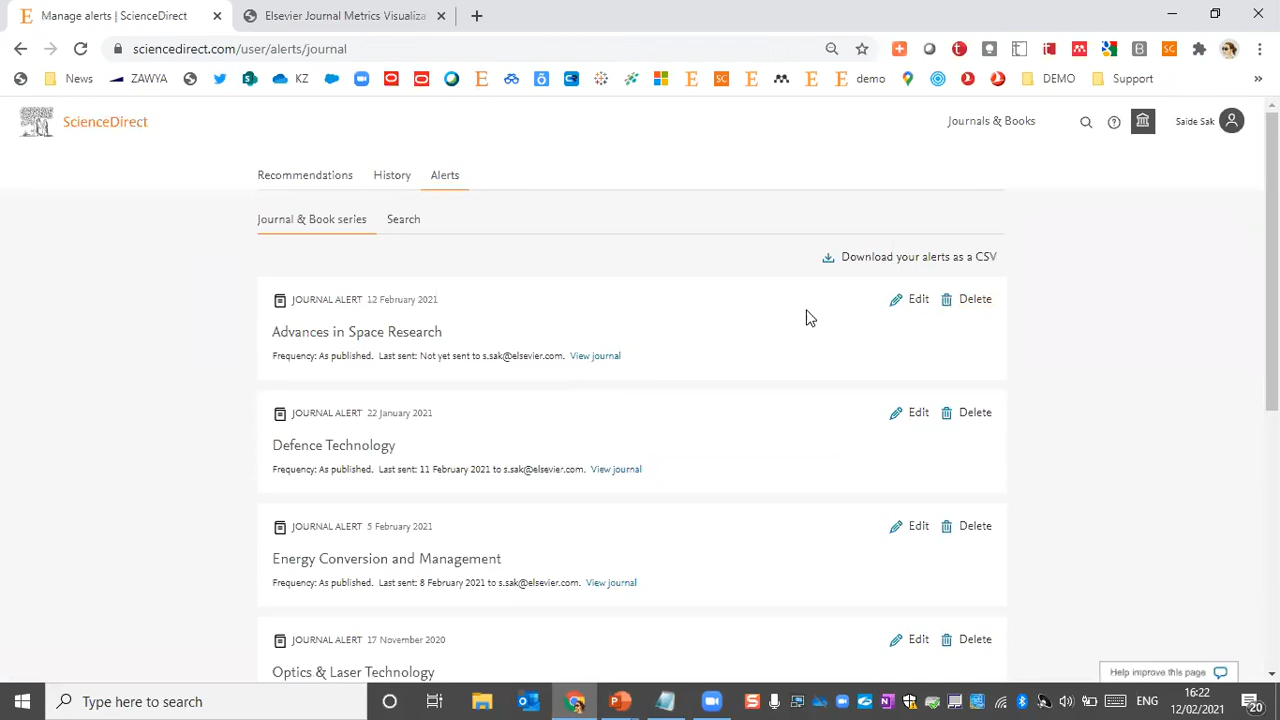 Manage alerts | ScienceDirect
Elsevier Journal Metrics Visualiza
sciencedirect.com/user/alerts/journal
News
ZAWYA
KZ
demo
DEMO
Support
ScienceDirect
Journals & Books
Saide Sak
Recommendations
History
Alerts
Journal & Book series
Search
Download your alerts as a CSV
JOURNAL ALERT 12 February 2021
Edit
Delete
Advances in Space Research
Frequency: As published. Last sent: Not yet sent to s.sak@elsevier.com. View journal
JOURNAL ALERT 22 January 2021
Edit
Delete
Defence Technology
Frequency: As published. Last sent: 11 February 2021 to s.sak@elsevier.com. View journal
JOURNAL ALERT 5 February 2021
Edit
Delete
Energy Conversion and Management
Frequency: As published. Last sent: 8 February 2021 to s.sak@elsevier.com. View journal
JOURNAL ALERT 17 November 2020
Edit
Delete
Optics & Laser Technology
Help improve this page
Type here to search
ENG
16:22
12/02/2021
20